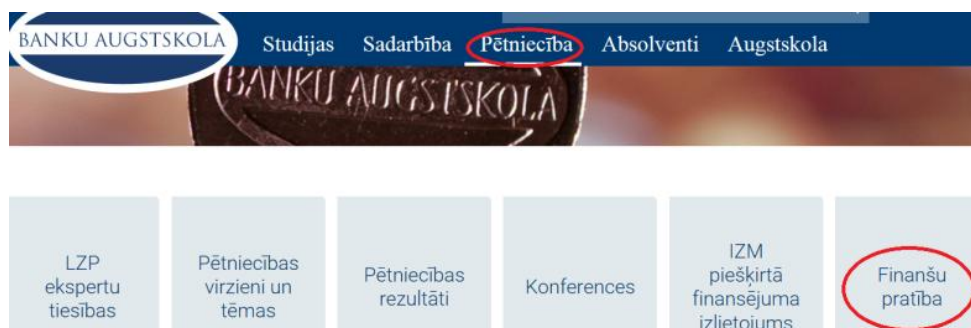 BANKU AUGSTSKOLA
Studijas Sadarbība Pētniecība Absolventi Augstskola
BANKU AUGSTSKOLA
LZP
ekspertu
tiesības
Pētniecības
virzieni un
tēmas
Pētniecības
rezultāti
Konferences
IZM
piešķirtā
finansējuma
izlietojums
Finanšu
pratība